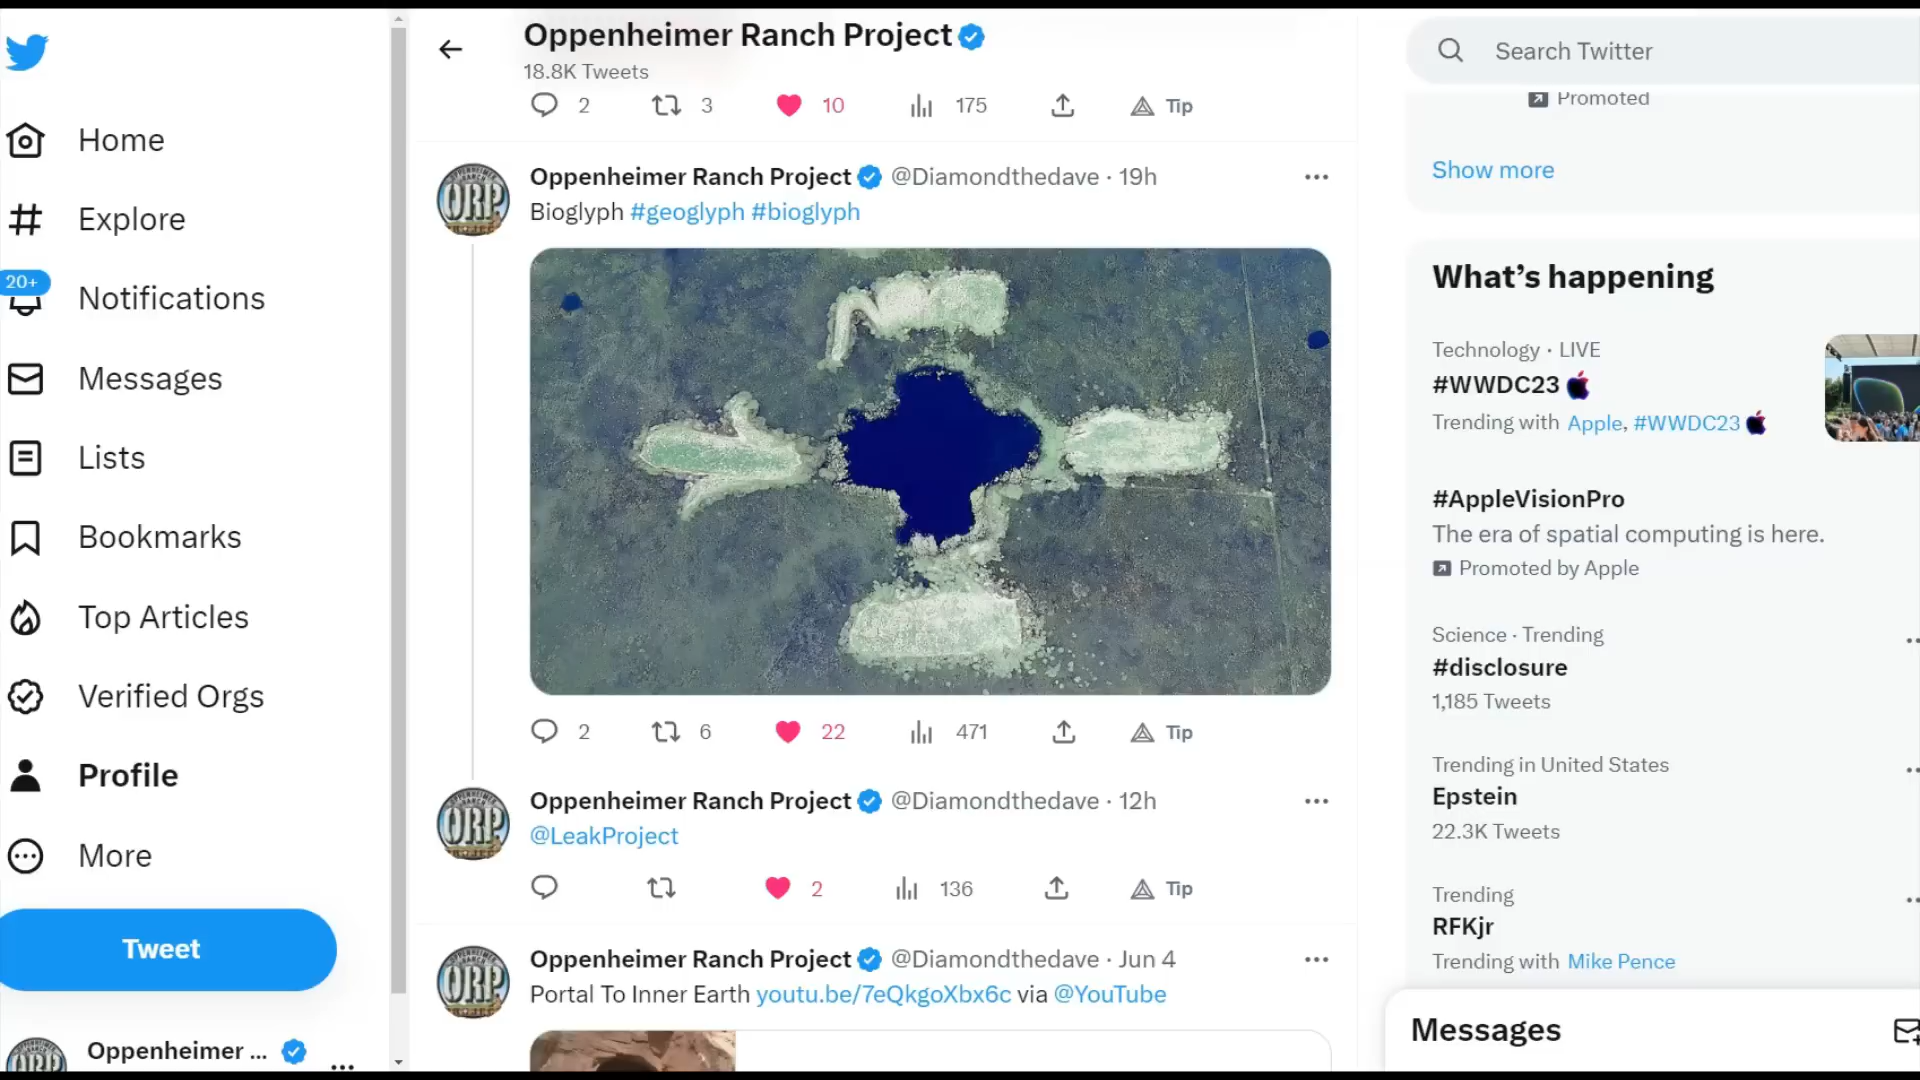 Home
Explore
20+
Notifications
Messages
Lists
Bookmarks
Top Articles
Verified Orgs
Profile
More
Tweet
Oppenheimer ...
Oppenheimer Ranch Project
18.8K Tweets
2 3 10 175 Tip
Oppenheimer Ranch Project @Diamondthedave · 19h
Bioglyph #geoglyph #bioglyph
2 6 22 471 Tip
Oppenheimer Ranch Project @Diamondthedave · 12h
@LeakProject
2 136 Tip
Oppenheimer Ranch Project @Diamondthedave · Jun 4
Portal To Inner Earth youtu.be/7eQkgoXbx6c via @YouTube
ORP
ORP
ORP
ORP
Search Twitter
Promoted
Show more
What's happening
Technology · LIVE
#WWDC23
Trending with Apple, #WWDC23
#AppleVisionPro
The era of spatial computing is here.
Promoted by Apple
Science · Trending
#disclosure
1,185 Tweets
Trending in United States
Epstein
22.3K Tweets
Trending
RFKjr
Trending with Mike Pence
Messages